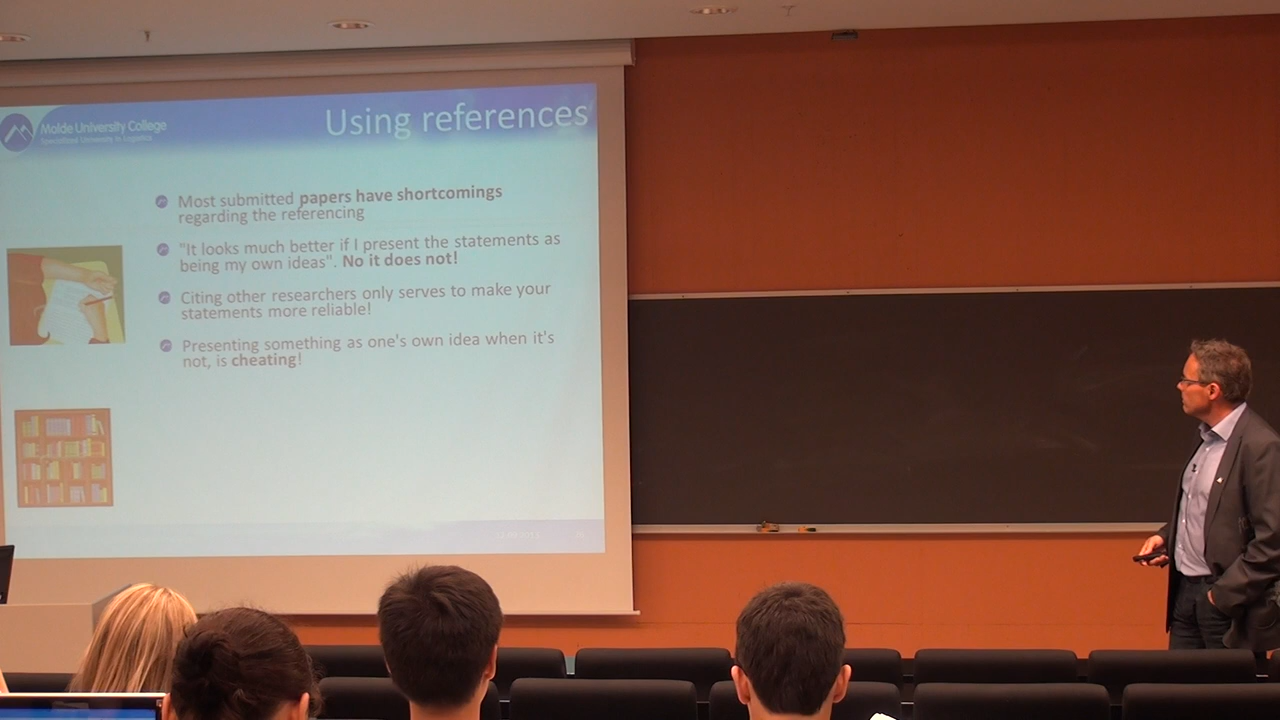 Molde University College
Specialized University in Logistics
Using references
Most submitted papers have shortcomings
regarding the referencing
"It looks much better if I present the statements as
being my own ideas". No it does not!
Citing other researchers only serves to make your
statements more reliable!
Presenting something as one's own idea when it's
not, is cheating!